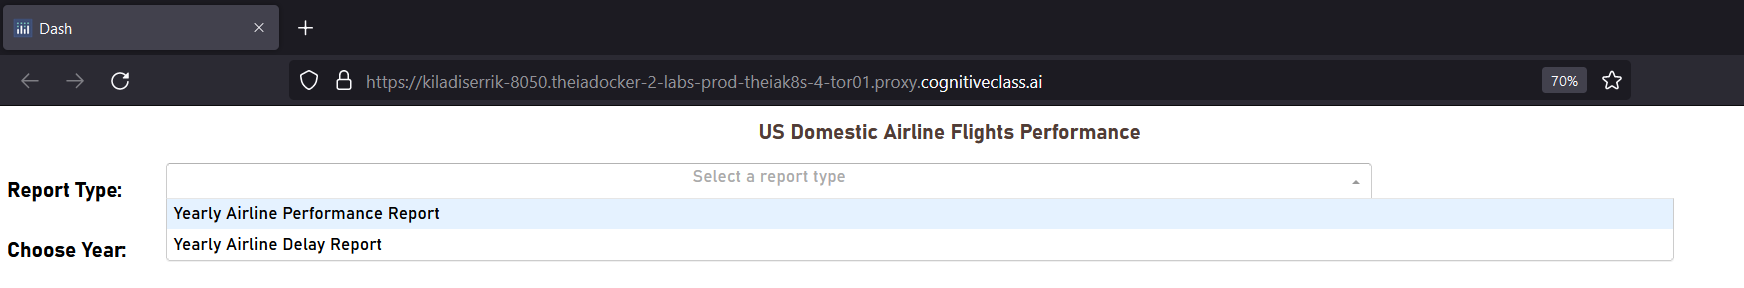 Dash
https://kiladiserrik-8050.theiadocker-2-labs-prod-theiak8s-4-tor01.proxy.cognitiveclass.ai 70%
US Domestic Airline Flights Performance
Report Type: Select a report type
Yearly Airline Performance Report
Yearly Airline Delay Report
Choose Year: